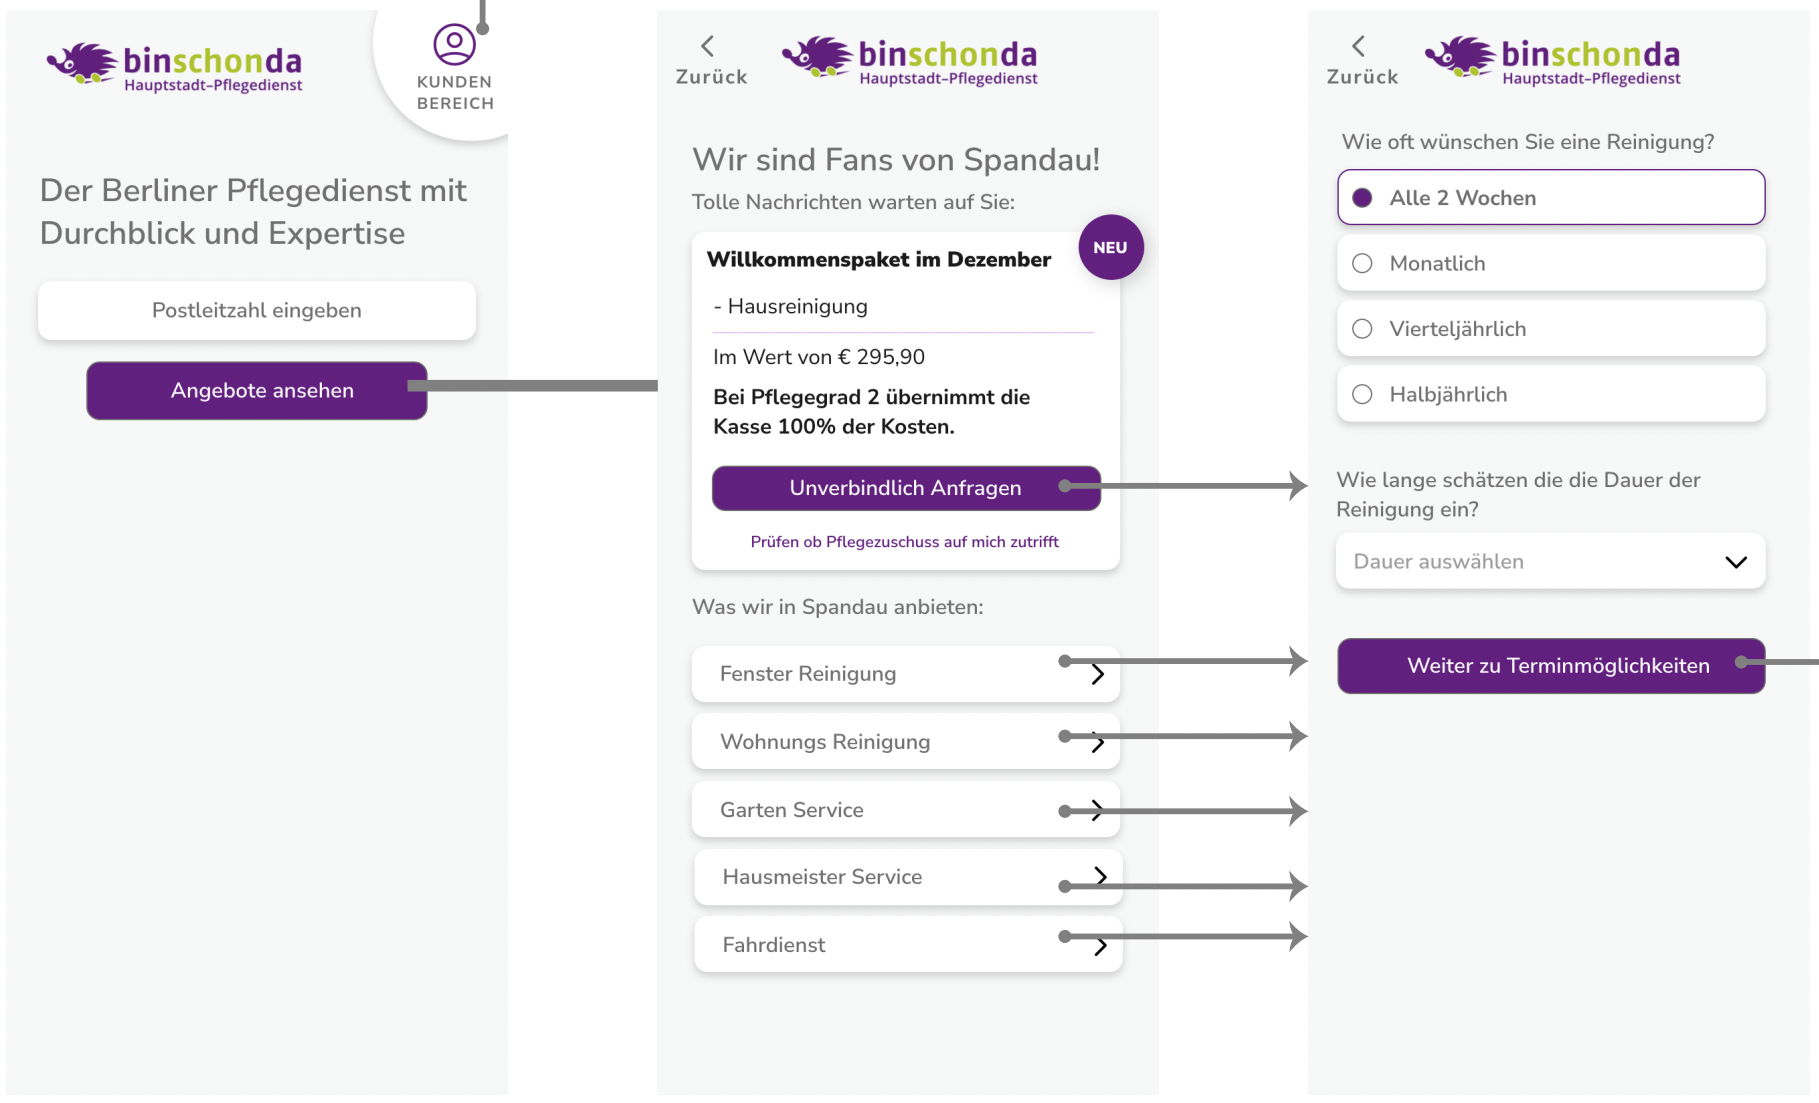 binschonda
Hauptstadt-Pflegedienst
KUNDEN
BEREICH
Der Berliner Pflegedienst mit
Durchblick und Expertise
Postleitzahl eingeben
Angebote ansehen
Zurück
binschonda
Hauptstadt-Pflegedienst
Wir sind Fans von Spandau!
Tolle Nachrichten warten auf Sie:
NEU
Willkommenspaket im Dezember
- Hausreinigung
Im Wert von € 295,90
Bei Pflegegrad 2 übernimmt die
Kasse 100% der Kosten.
Unverbindlich Anfragen
Prüfen ob Pflegezuschuss auf mich zutrifft
Was wir in Spandau anbieten:
Fenster Reinigung
Wohnungs Reinigung
Garten Service
Hausmeister Service
Fahrdienst
Zurück
binschonda
Hauptstadt-Pflegedienst
Wie oft wünschen Sie eine Reinigung?
Alle 2 Wochen
Monatlich
Vierteljährlich
Halbjährlich
Wie lange schätzen die die Dauer der
Reinigung ein?
Dauer auswählen
Weiter zu Terminmöglichkeiten